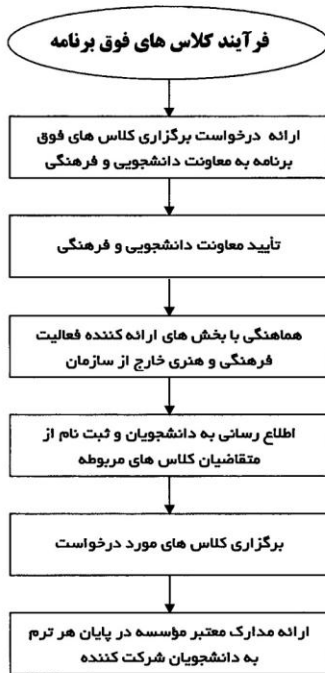 فرآیند کلاس های فوق برنامه
ارائه درخواست برگزاری کلاس های فوق
برنامه به معاونت دانشجویی و فرهنگی
تأیید معاونت دانشجویی و فرهنگی
هماهنگی با بخش های ارائه کننده فعالیت
فرهنگی و هنری خارج از سازمان
اطلاع رسانی به دانشجویان و ثبت نام از
متقاضیان کلاس های مربوطه
برگزاری کلاس های مورد درخواست
ارائه مدارک معتبر مؤسسه در پایان هر ترم
به دانشجویان شرکت کننده